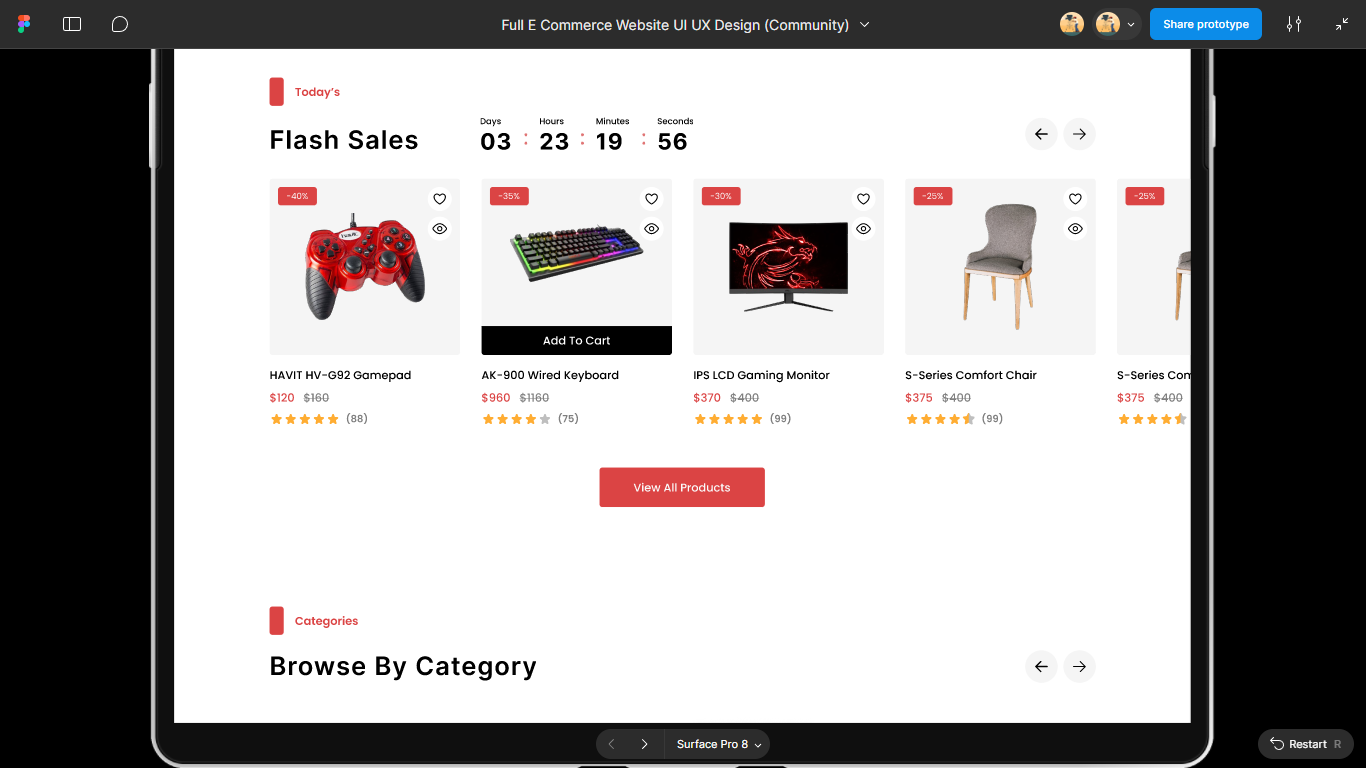 Full E Commerce Website UI UX Design (Community)
Share prototype
Today's
Flash Sales
Days Hours Minutes Seconds
03 : 23 : 19 : 56
-40%
-35%
-30%
-25%
-25%
Add To Cart
HAVIT HV-G92 Gamepad
$120 $160
(88)
AK-900 Wired Keyboard
$960 $1160
(75)
IPS LCD Gaming Monitor
$370 $400
(99)
S-Series Comfort Chair
$375 $400
(99)
S-Series Com
$375 $400
View All Products
Categories
Browse By Category
Surface Pro 8
Restart R